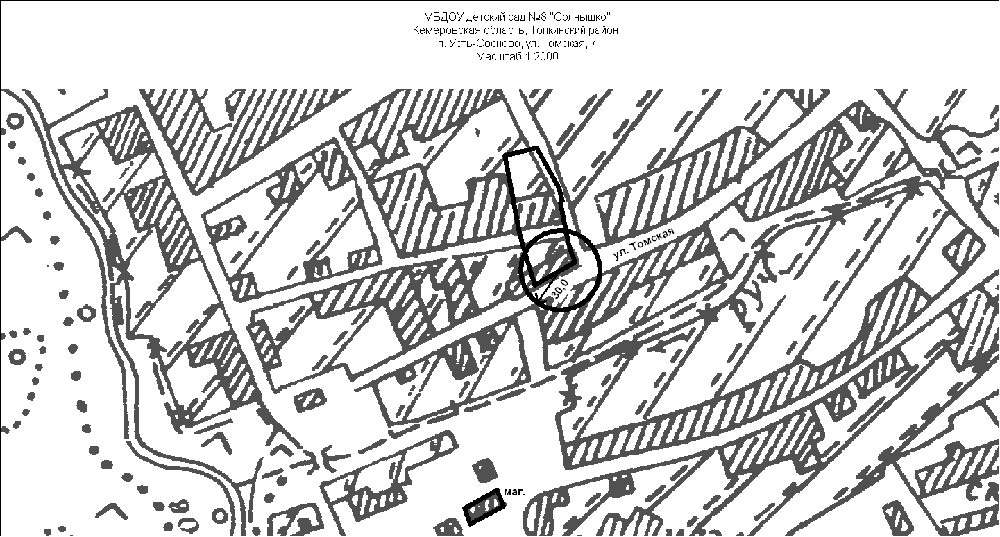 МБДОУ детский сад №8 "Солнышко"
Кемеровская область, Топкинский район,
п. Усть-Сосново, ул. Томская, 7
Масштаб 1:2000
ул. Томская
30,0
руч.
маг.